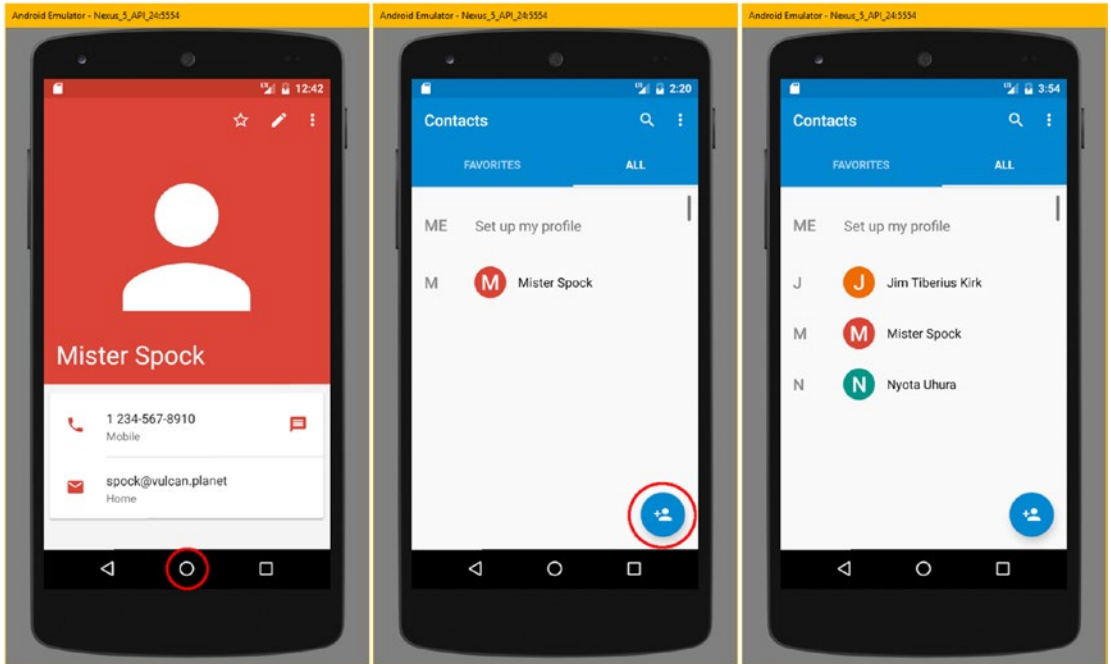 Android Emulator - Nexus_5_API_24:5554
12:42
Mister Spock
1 234-567-8910
Mobile
spock@vulcan.planet
Home
Android Emulator - Nexus_5_API_24:5554
2:20
Contacts
FAVORITES ALL
ME Set up my profile
M M Mister Spock
Android Emulator - Nexus_5_API_24:5554
3:54
Contacts
FAVORITES ALL
ME Set up my profile
J J Jim Tiberius Kirk
M M Mister Spock
N N Nyota Uhura